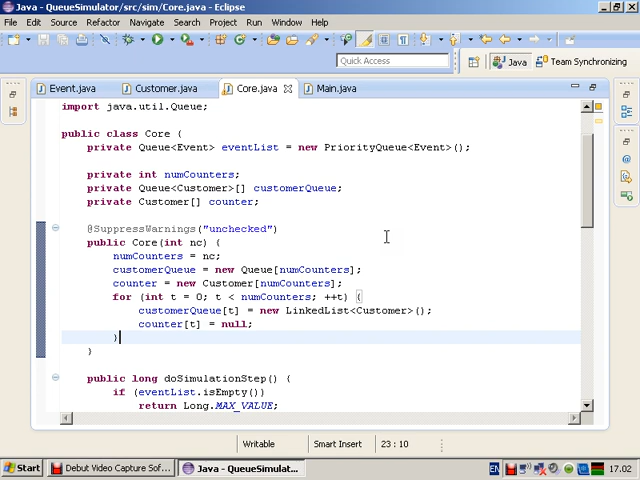 Java - QueueSimulator/src/sim/Core.java - Eclipse
File Edit Source Refactor Navigate Search Project Run Window Help
Quick Access
Java
Team Synchronizing
Event.java Customer.java Core.java Main.java
import java.util.Queue;
public class Core {
private Queue<Event> eventList = new PriorityQueue<Event>();
private int numCounters;
private Queue<Customer>[] customerQueue;
private Customer[] counter;
@SuppressWarnings("unchecked")
public Core(int nc) {
numCounters = nc;
customerQueue = new Queue[numCounters];
counter = new Customer[numCounters];
for (int t = 0; t < numCounters; ++t) {
customerQueue[t] = new LinkedList<Customer>();
counter[t] = null;
}
}
public long doSimulationStep() {
if (eventList.isEmpty())
return Long.MAX_VALUE;
Writable Smart Insert 23 : 10
Start Debut Video Capture Sof... Java - QueueSimulat... EN 17.02